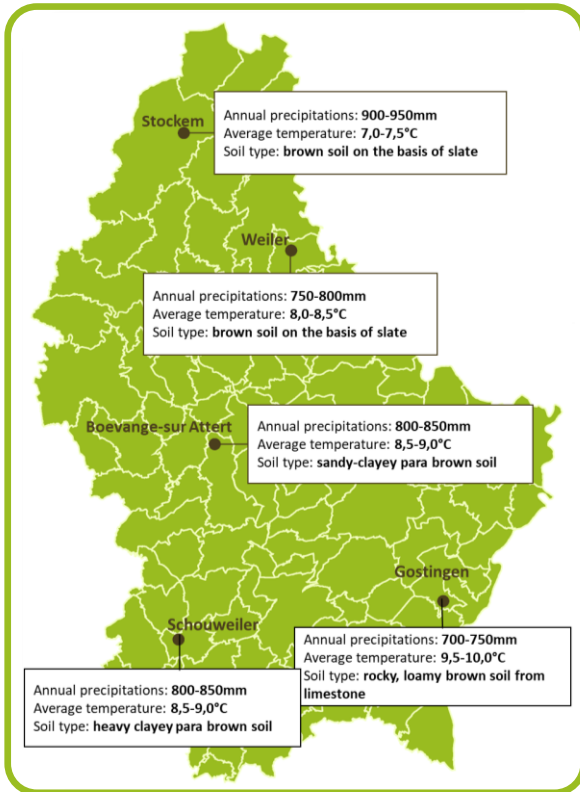 Stockem
Annual precipitations: 900-950mm
Average temperature: 7,0-7,5°C
Soil type: brown soil on the basis of slate
Weiler
Annual precipitations: 750-800mm
Average temperature: 8,0-8,5°C
Soil type: brown soil on the basis of slate
Boevange-sur Attert
Annual precipitations: 800-850mm
Average temperature: 8,5-9,0°C
Soil type: sandy-clayey para brown soil
Gostingen
Annual precipitations: 700-750mm
Average temperature: 9,5-10,0°C
Soil type: rocky, loamy brown soil from
limestone
Schouweiler
Annual precipitations: 800-850mm
Average temperature: 8,5-9,0°C
Soil type: heavy clayey para brown soil